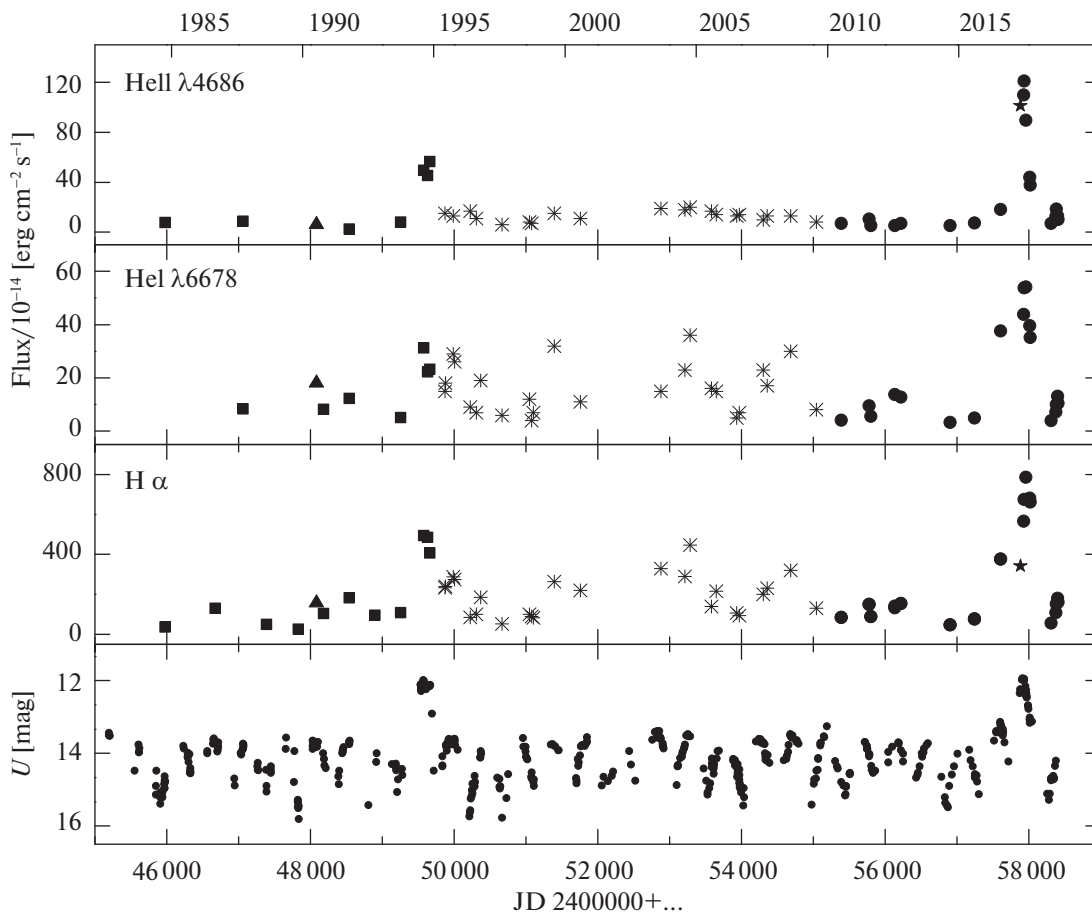 1985 1990 1995 2000 2005 2010 2015
HeII λ4686
120
80
40
0
HeI λ6678
60
40
20
0
Flux/10⁻¹⁴ [erg cm⁻² s⁻¹]
H α
800
400
0
12
14
16
U [mag]
46 000 48 000 50 000 52 000 54 000 56 000 58 000
JD 2400000+...